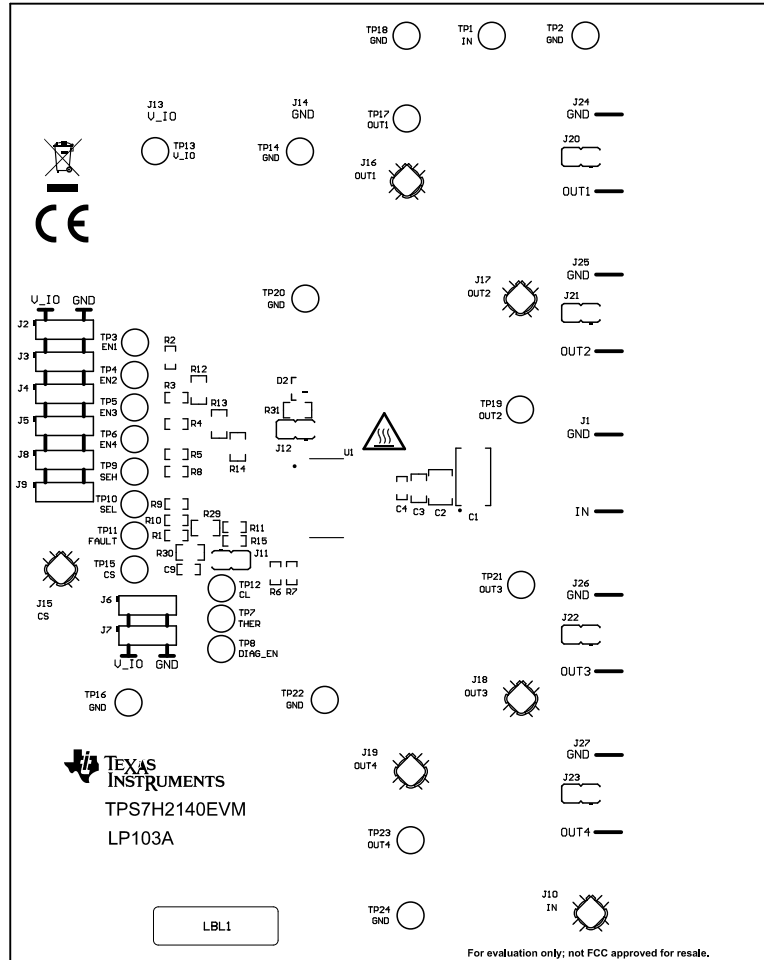 TP18
GND
TP1
IN
TP2
GND
J13
V_IO
J14
GND
TP17
OUT1
J24
GND
TP13
V_IO
TP14
GND
J16
OUT1
J20
OUT1
CE
J25
GND
J17
OUT2
TP20
GND
J21
V_IO GND
J2
TP3
EN1
R2
OUT2
J3
TP4
EN2
R12
D2
J4
TP5
EN3
R3
R13
R31
TP19
OUT2
J5
TP6
EN4
R4
J12
J1
GND
J8
TP9
SEH
R5
R8
R14
U1
J9
TP10
SEL
R9
C4
C3
C2
C1
IN
R10
R29
R11
TP11
FAULT
R1
R15
R30
J11
TP15
CS
C9
R6
R7
J15
CS
TP12
CL
TP21
OUT3
J26
GND
J6
TP7
THER
J22
J7
TP8
DIAG_EN
V_IO GND
OUT3
TP16
GND
TP22
GND
J18
OUT3
J19
OUT4
J27
GND
TEXAS
INSTRUMENTS
J23
TPS7H2140EVM
LP103A
TP23
OUT4
OUT4
LBL1
TP24
GND
J10
IN
For evaluation only; not FCC approved for resale.